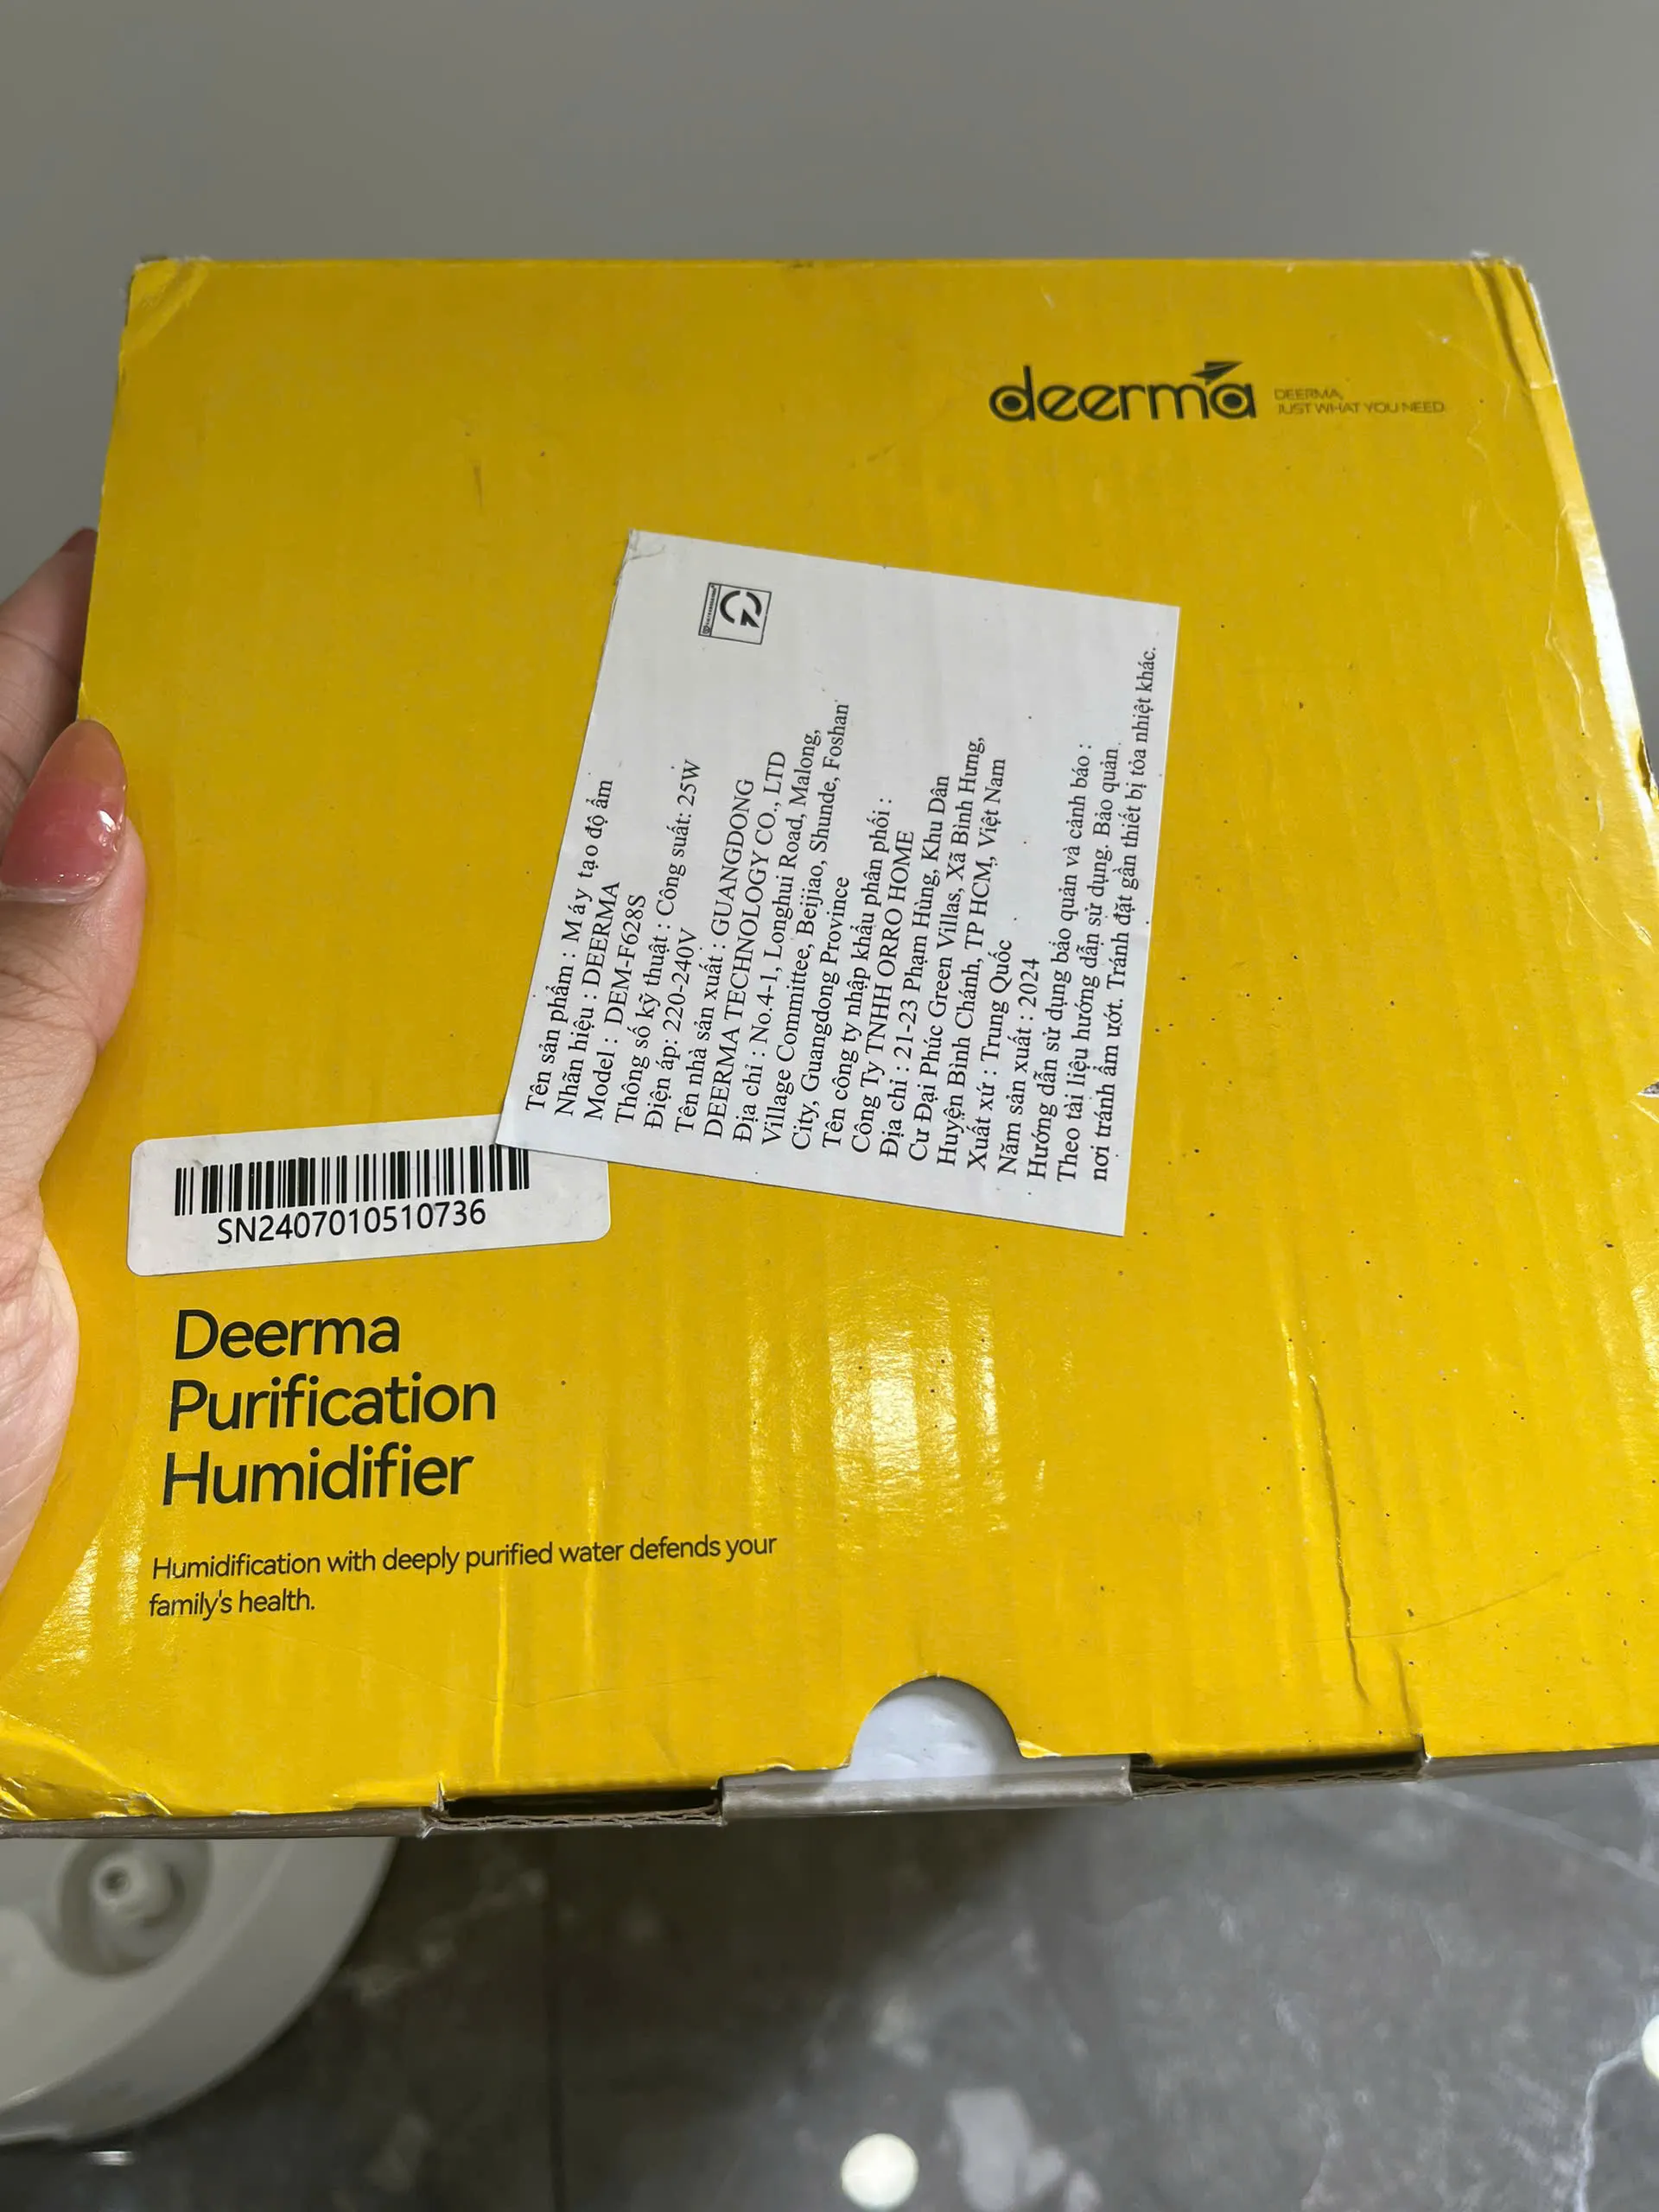 deerma
DEERMA,
JUST WHAT YOU NEED
Tên sản phẩm : Máy tạo độ ẩm
Nhãn hiệu : DEERMA
Model : DEM-F628S
Thông số kỹ thuật : Công suất: 25W
Điện áp: 220-240V
Tên nhà sản xuất : GUANGDONG
DEERMA TECHNOLOGY CO., LTD
Địa chỉ : No.4-1, Longhui Road, Malong,
Village Committee, Beijiao, Shunde, Foshan
City, Guangdong Province
Tên công ty nhập khẩu phân phối :
Công Ty TNHH ORRO HOME
Địa chỉ : 21-23 Phạm Hùng, Khu Dân
Cư Đại Phúc Green Villas, Xã Bình Hưng,
Huyện Bình Chánh, TP HCM, Việt Nam
Xuất xứ : Trung Quốc
Năm sản xuất : 2024
Hướng dẫn sử dụng bảo quản và cảnh báo :
Theo tài liệu hướng dẫn sử dụng. Bảo quản
nơi tránh ẩm ướt. Tránh đặt gần thiết bị tỏa nhiệt khác.
SN2407010510736
Deerma
Purification
Humidifier
Humidification with deeply purified water defends your
family's health.